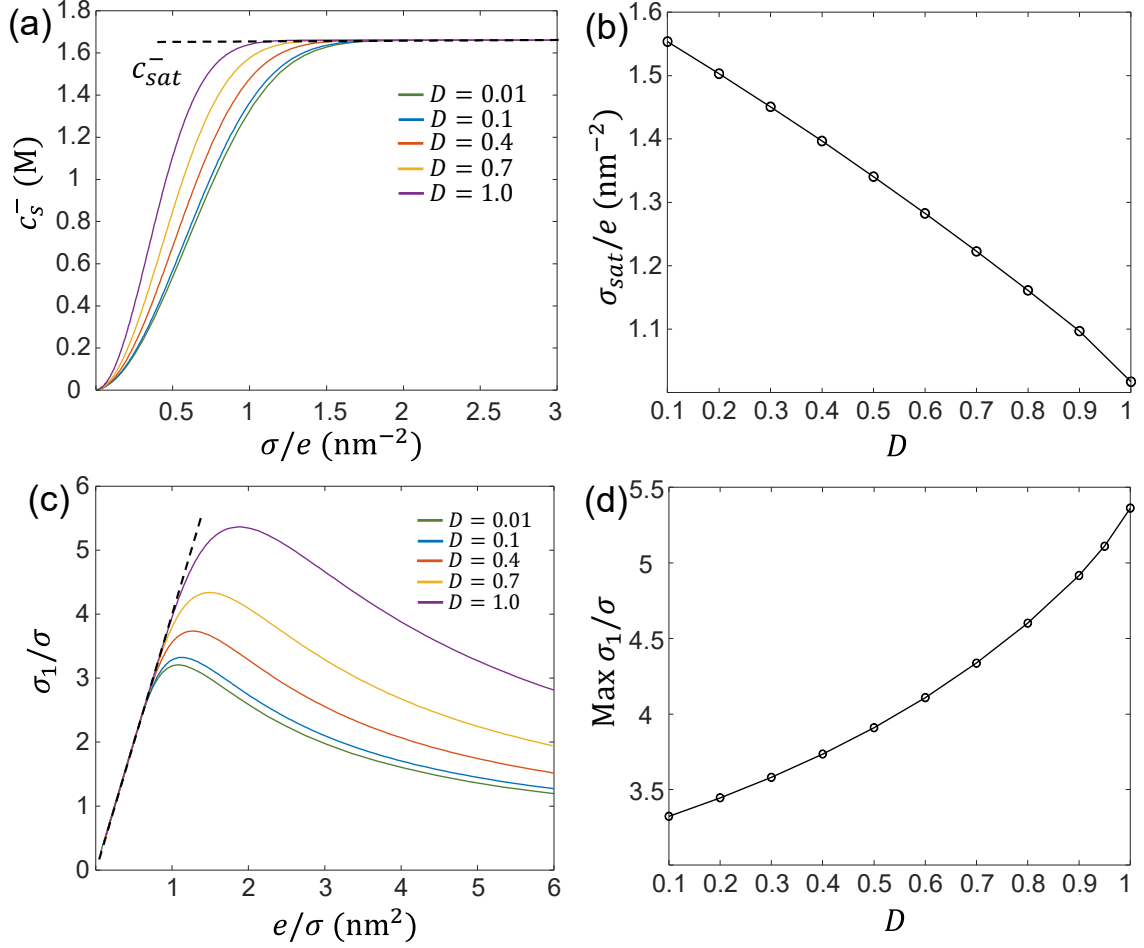 (a)
1.8
1.6
1.4
1.2
1
0.8
0.6
0.4
0.2
0
c_s^- (M)
c_sat^-
D = 0.01
D = 0.1
D = 0.4
D = 0.7
D = 1.0
0.5 1 1.5 2 2.5 3
σ/e (nm⁻²)
(b)
1.6
1.5
1.4
1.3
1.2
1.1
σ_sat/e (nm⁻²)
0.1 0.2 0.3 0.4 0.5 0.6 0.7 0.8 0.9 1
D
(c)
6
5
4
3
2
1
0
σ₁/σ
D = 0.01
D = 0.1
D = 0.4
D = 0.7
D = 1.0
1 2 3 4 5 6
e/σ (nm²)
(d)
5.5
5
4.5
4
3.5
Max σ₁/σ
0.1 0.2 0.3 0.4 0.5 0.6 0.7 0.8 0.9 1
D